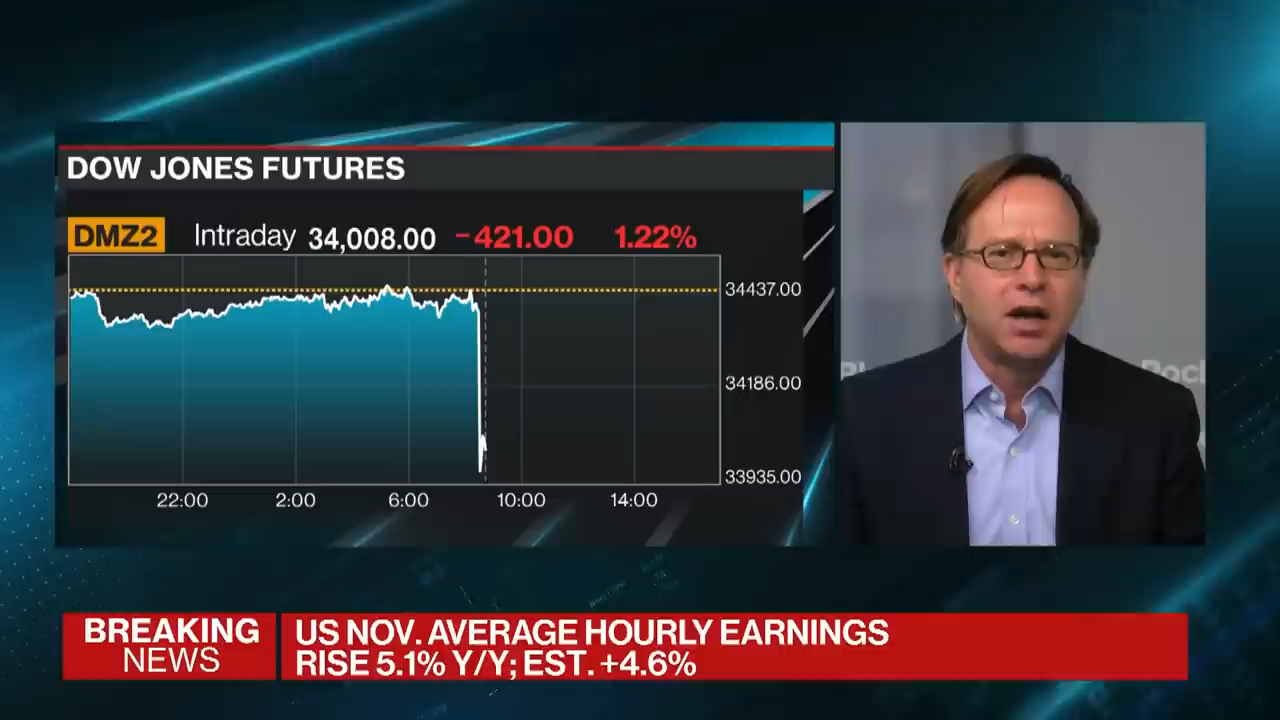 DOW JONES FUTURES
DMZ2 Intraday 34,008.00 -421.00 1.22%
34437.00
34186.00
33935.00
22:00 2:00 6:00 10:00 14:00
BREAKING
NEWS
US NOV. AVERAGE HOURLY EARNINGS
RISE 5.1% Y/Y; EST. +4.6%